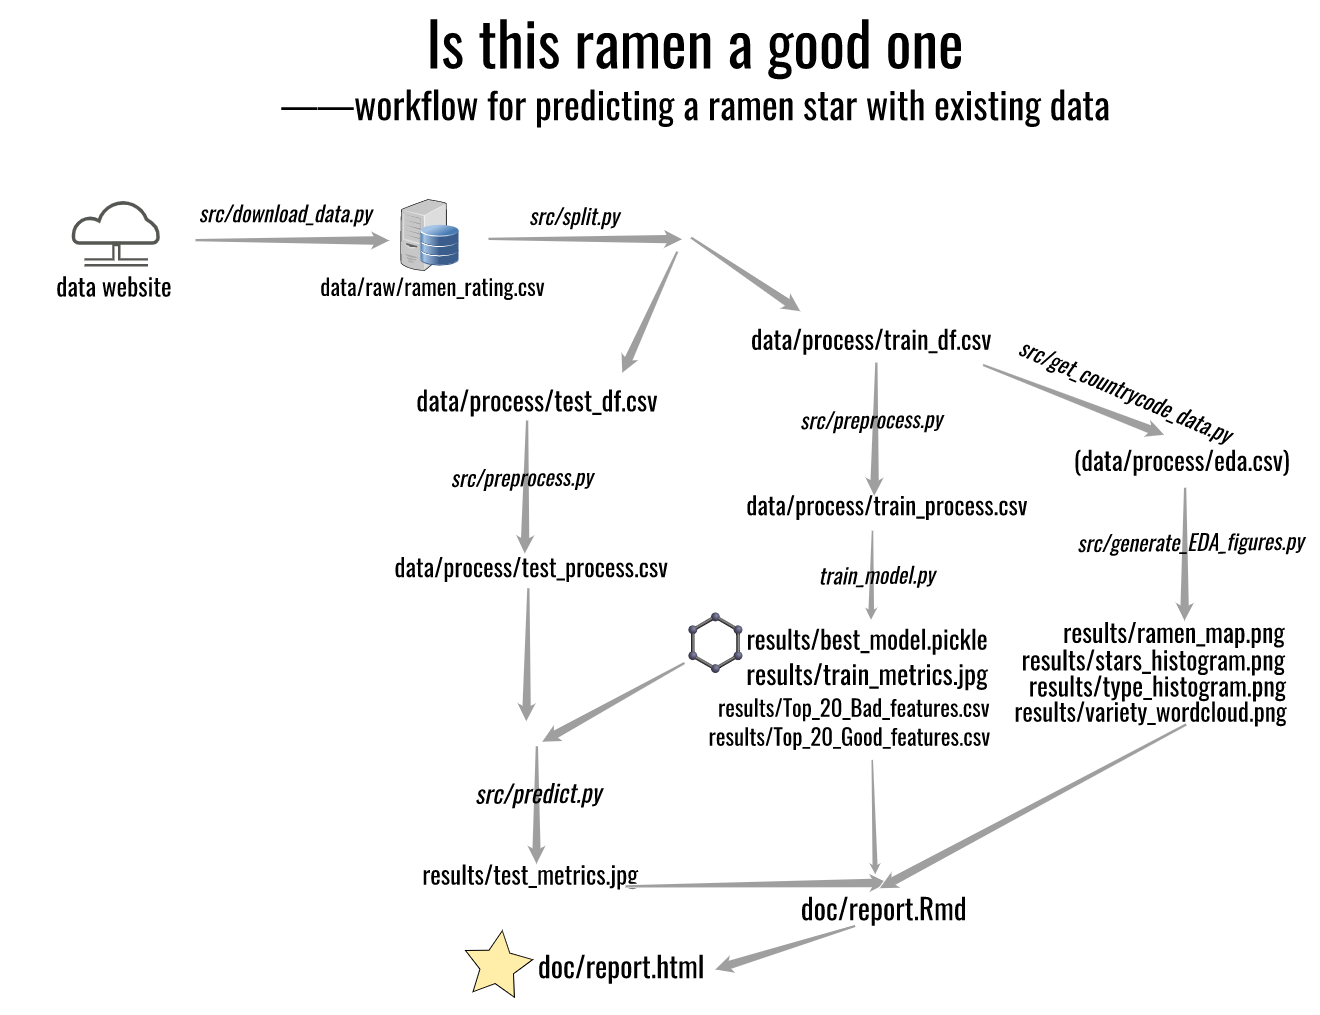 Is this ramen a good one
——workflow for predicting a ramen star with existing data
src/download_data.py
src/split.py
data website
data/raw/ramen_rating.csv
data/process/train_df.csv
src/get_countrycode_data.py
data/process/test_df.csv
src/preprocess.py
(data/process/eda.csv)
src/preprocess.py
data/process/train_process.csv
src/generate_EDA_figures.py
data/process/test_process.csv
train_model.py
results/best_model.pickle
results/train_metrics.jpg
results/Top_20_Bad_features.csv
results/Top_20_Good_features.csv
results/ramen_map.png
results/stars_histogram.png
results/type_histogram.png
results/variety_wordcloud.png
src/predict.py
results/test_metrics.jpg
doc/report.Rmd
doc/report.html